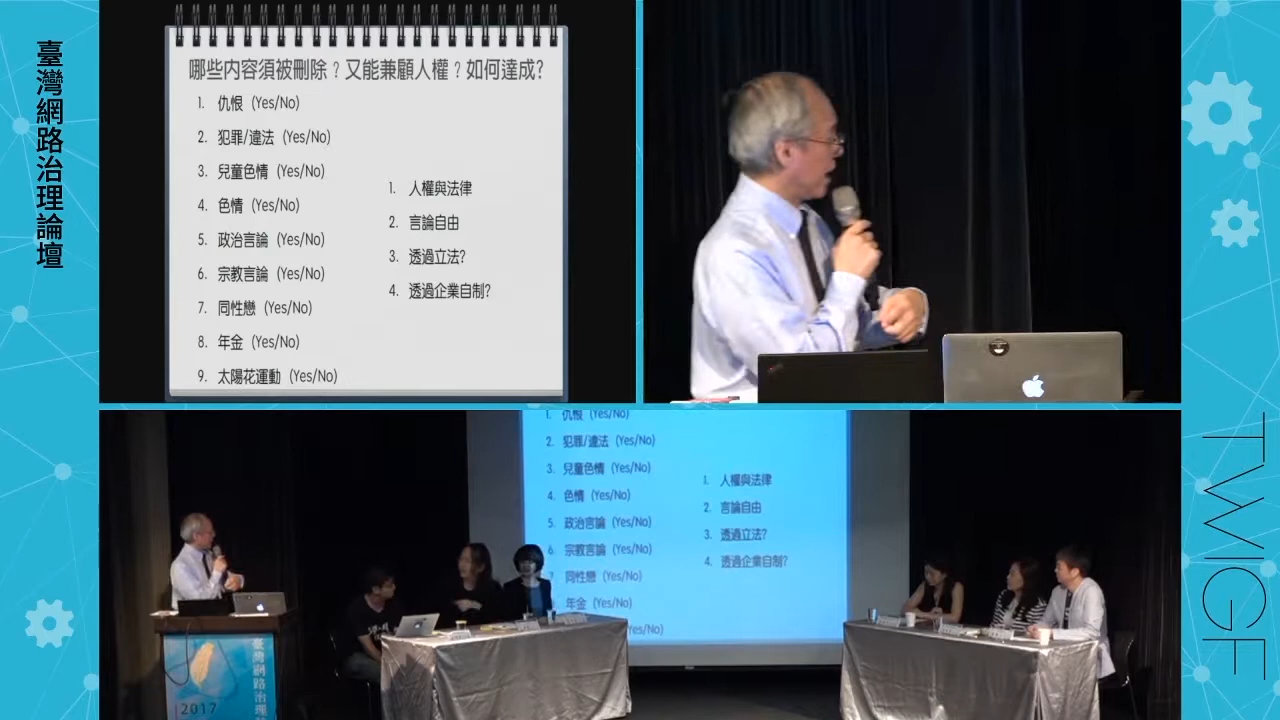 臺灣網路治理論壇
哪些內容須被刪除？又能兼顧人權？如何達成?
1. 仇恨 (Yes/No)
2. 犯罪/違法 (Yes/No)
3. 兒童色情 (Yes/No)
4. 色情 (Yes/No)
5. 政治言論 (Yes/No)
6. 宗教言論 (Yes/No)
7. 同性戀 (Yes/No)
8. 年金 (Yes/No)
9. 太陽花運動 (Yes/No)
1. 人權與法律
2. 言論自由
3. 透過立法?
4. 透過企業自制?
1. 仇恨 (Yes/No)
2. 犯罪/違法 (Yes/No)
3. 兒童色情 (Yes/No)
4. 色情 (Yes/No)
5. 政治言論 (Yes/No)
6. 宗教言論 (Yes/No)
同性戀 (Yes/No)
年金 (Yes/No)
Yes/No)
1. 人權與法律
2. 言論自由
3. 透過立法?
4. 透過企業自制?
臺灣網路治理
2017
TWIGF